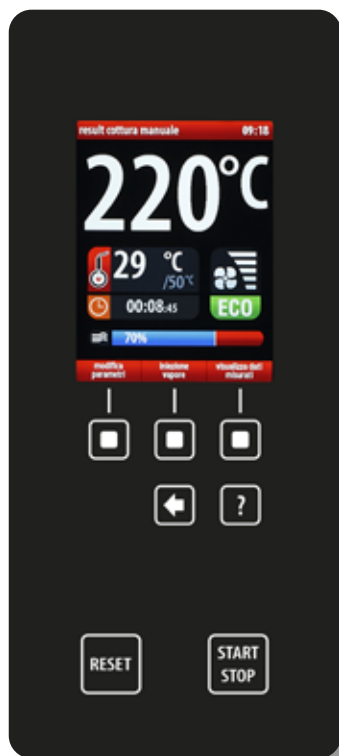 result cottura manuale 09:18
220°C
29 °C
/50°C
00:08:45
ECO
70%
modifica
parametri
iniezione
vapore
visualizza dati
misurati
?
RESET
START
STOP